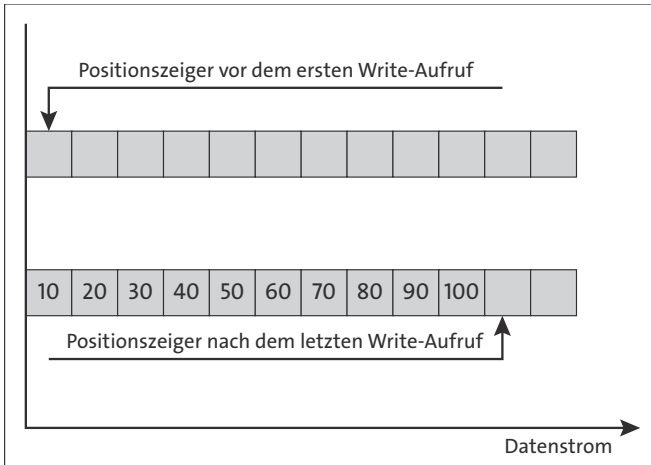 Positionszeiger vor dem ersten Write-Aufruf
10 20 30 40 50 60 70 80 90 100
Positionszeiger nach dem letzten Write-Aufruf
Datenstrom